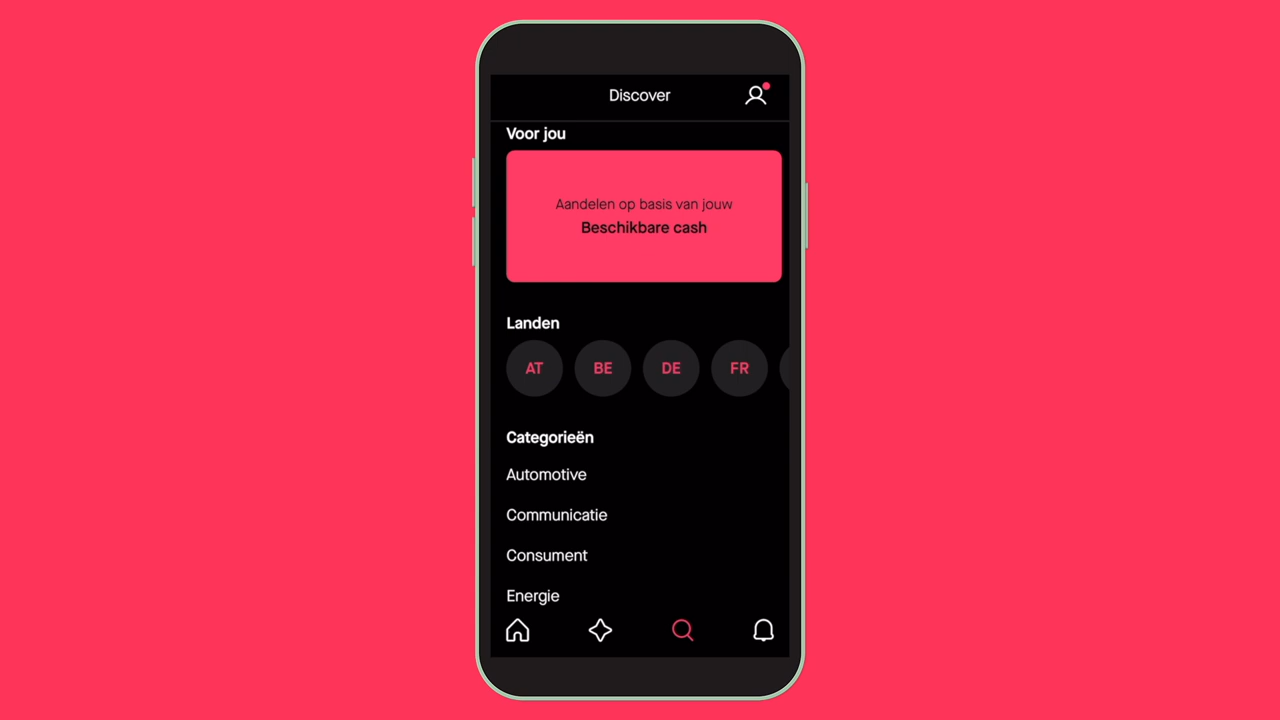 Discover
Voor jou
Aandelen op basis van jouw
Beschikbare cash
Landen
AT BE DE FR
Categorieën
Automotive
Communicatie
Consument
Energie